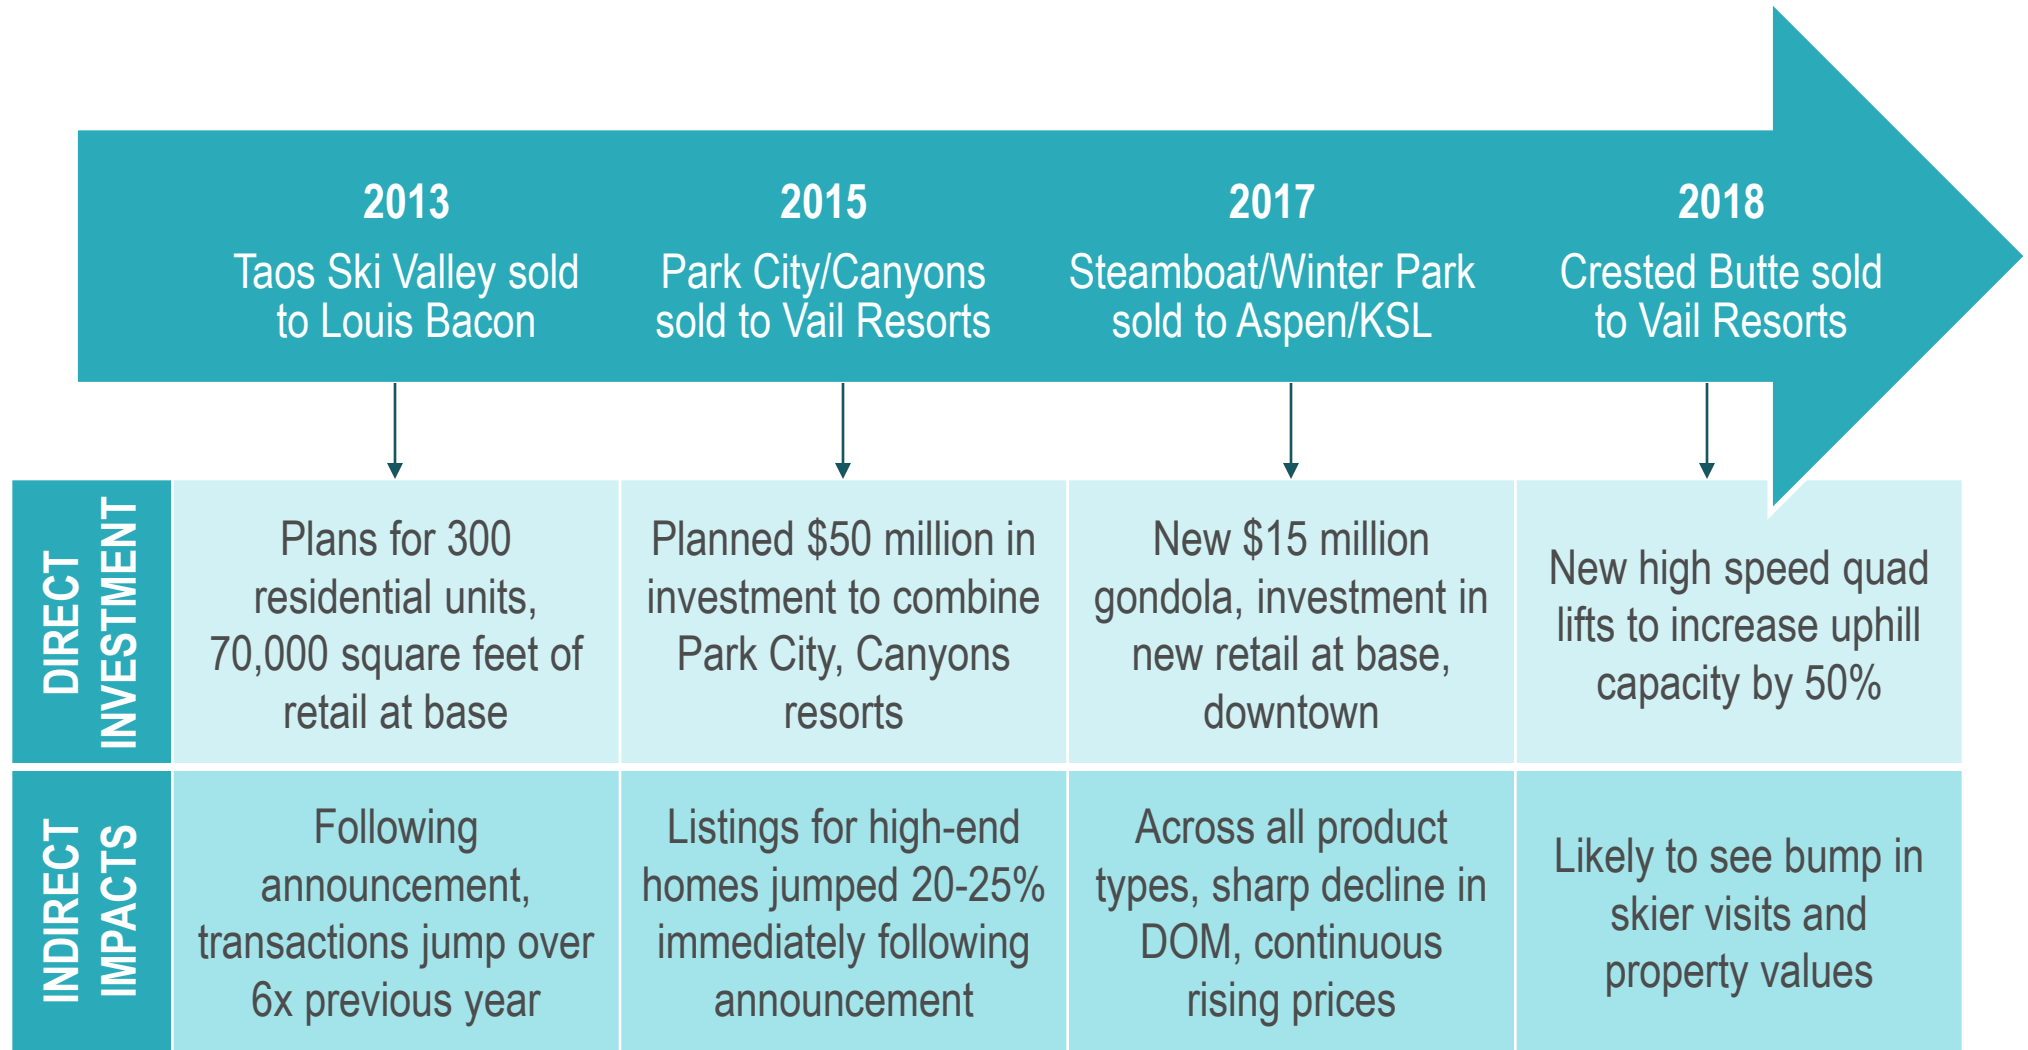 2013
Taos Ski Valley sold
to Louis Bacon
2015
Park City/Canyons
sold to Vail Resorts
2017
Steamboat/Winter Park
sold to Aspen/KSL
2018
Crested Butte sold
to Vail Resorts
DIRECT
INVESTMENT
Plans for 300
residential units,
70,000 square feet of
retail at base
Planned $50 million in
investment to combine
Park City, Canyons
resorts
New $15 million
gondola, investment in
new retail at base,
downtown
New high speed quad
lifts to increase uphill
capacity by 50%
INDIRECT
IMPACTS
Following
announcement,
transactions jump over
6x previous year
Listings for high-end
homes jumped 20-25%
immediately following
announcement
Across all product
types, sharp decline in
DOM, continuous
rising prices
Likely to see bump in
skier visits and
property values